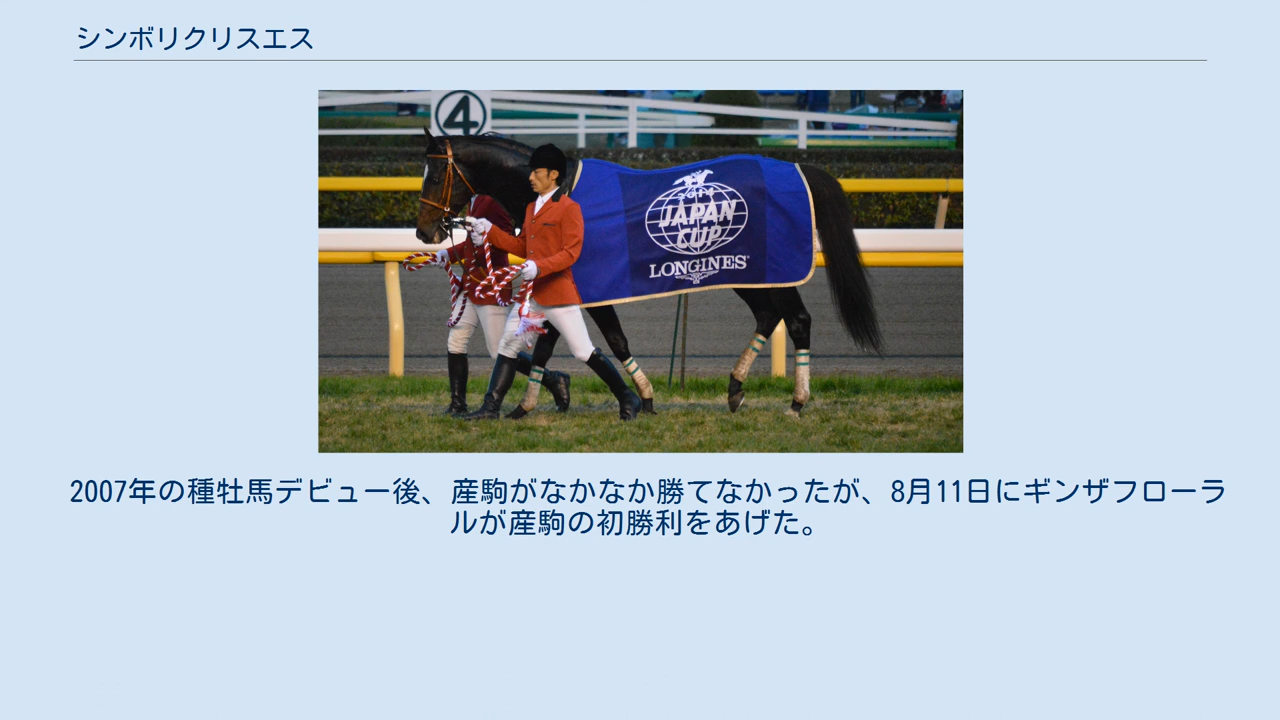 シンボリクリスエス
4
2014
JAPAN
CUP
LONGINES
2007年の種牡馬デビュー後、産駒がなかなか勝てなかったが、8月11日にギンザフローラ
ルが産駒の初勝利をあげた。